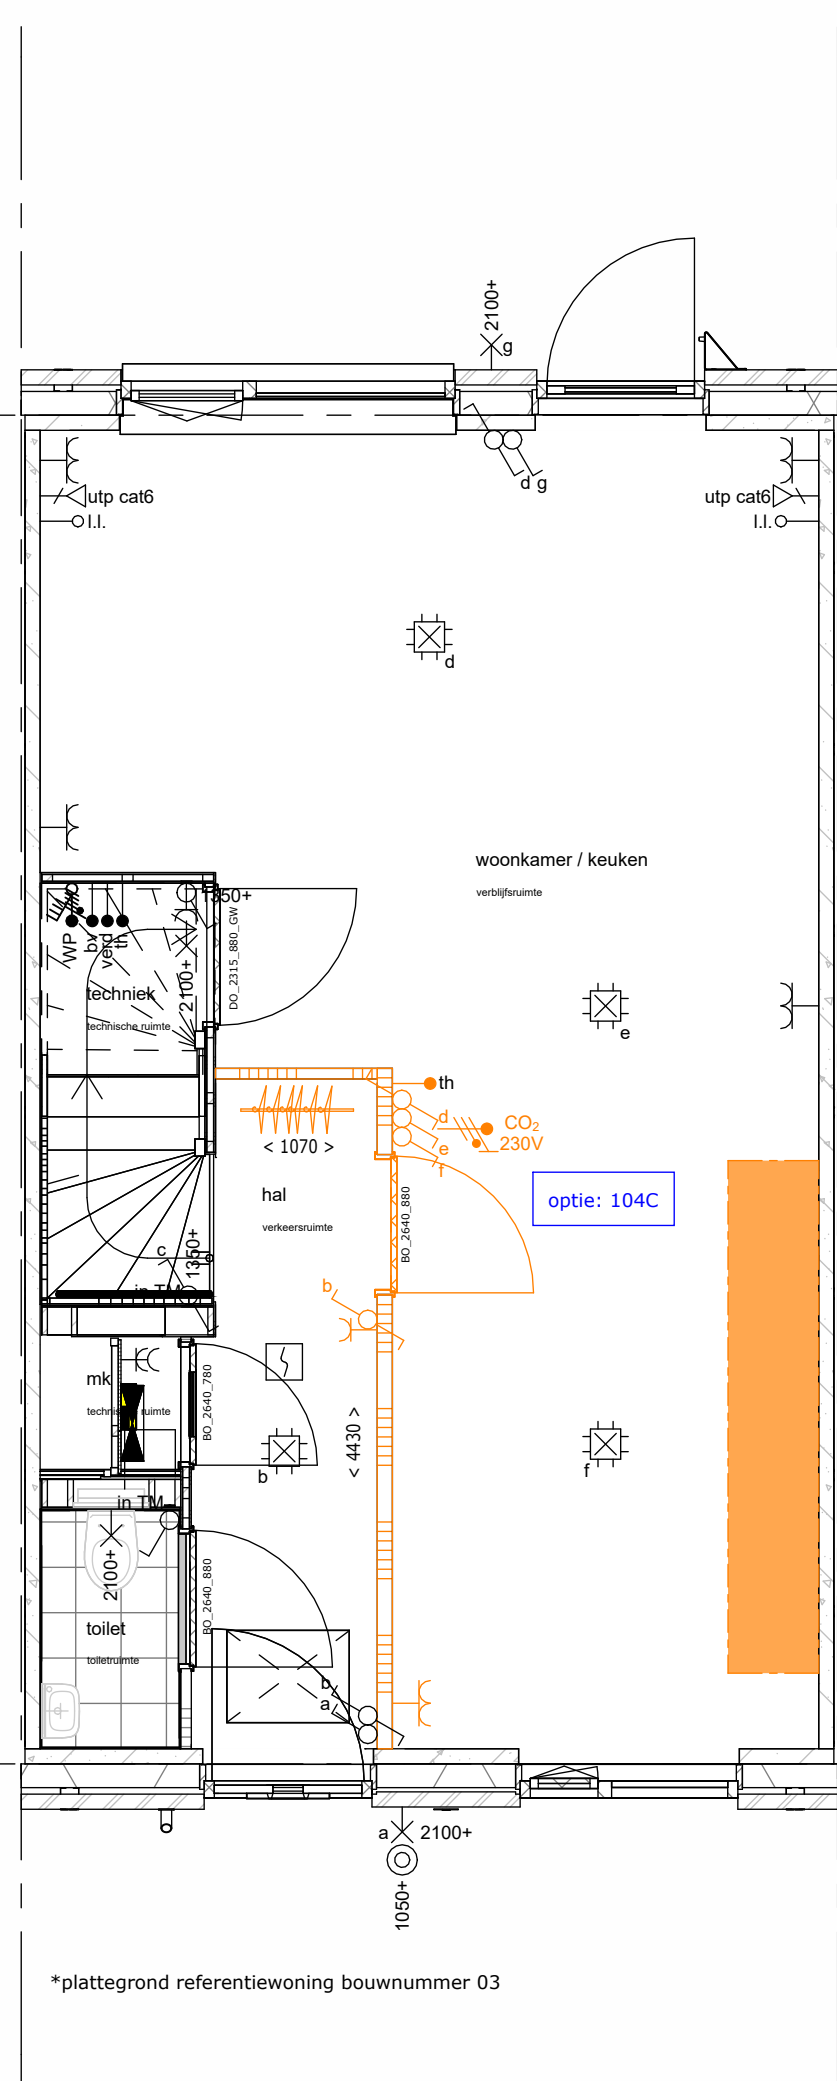 2100+
g
d g
utp cat6
utp cat6
l.l.
l.l.
d
woonkamer / keuken
verblijfsruimte
1350+
WP
bv
verd
th
2100+
DO_2315_880_GW
techniek
technische ruimte
e
th
d
e
f
CO₂
230V
< 1070 >
hal
verkeersruimte
BO_2640_880
optie: 104C
c
1350+
in TM
b
mk
technische ruimte
BO_2640_780
< 4430 >
b
f
in TM
2100+
BO_2640_880
toilet
toiletruimte
b
a
a
2100+
1050+
*plattegrond referentiewoning bouwnummer 03